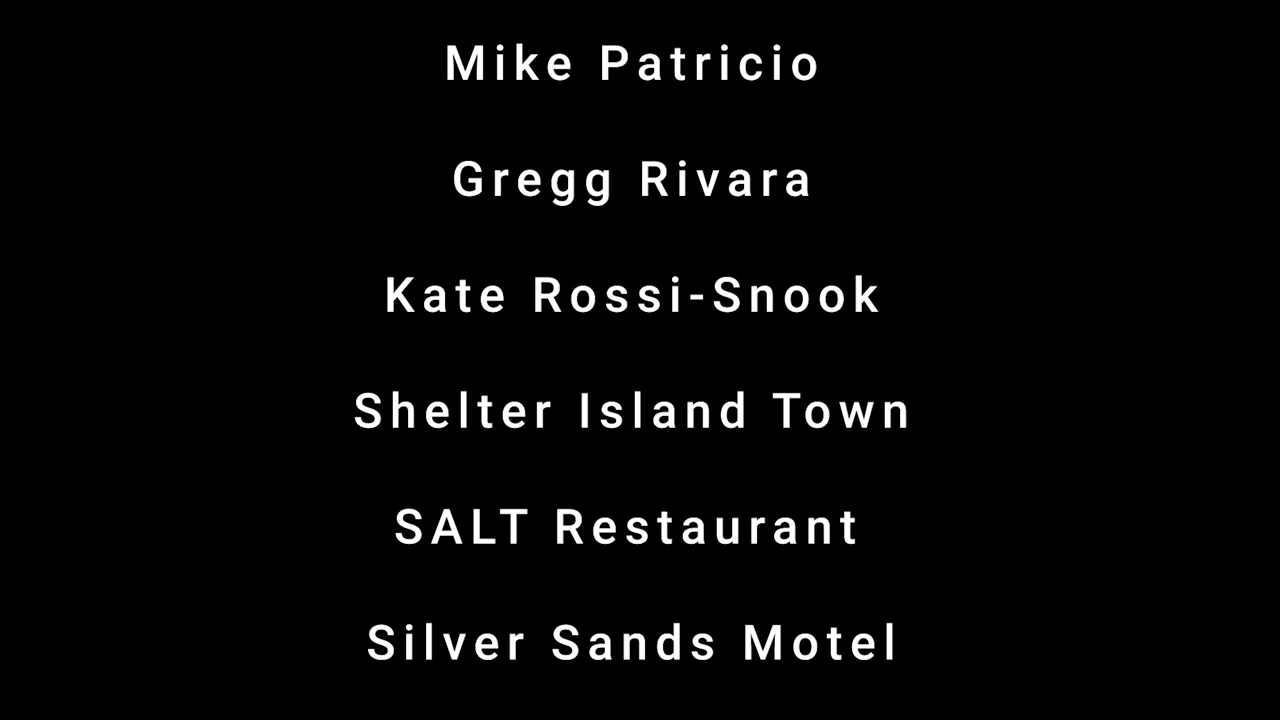 Mike Patricio
Gregg Rivara
Kate Rossi-Snook
Shelter Island Town
SALT Restaurant
Silver Sands Motel